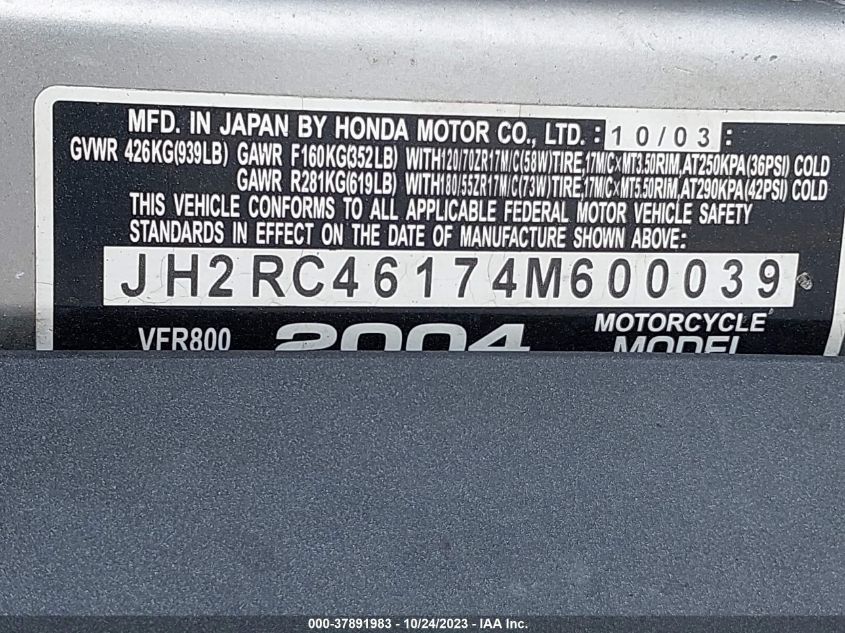 MFD. IN JAPAN BY HONDA MOTOR CO., LTD. : 10/03 :
GVWR 426KG(939LB) GAWR F160KG(352LB) WITH120/70ZR17M/C(58W)TIRE,17M/C×MT3.50RIM,AT250KPA(36PSI) COLD
GAWR R281KG(619LB) WITH180/55ZR17M/C(73W)TIRE,17M/C×MT5.50RIM,AT290KPA(42PSI) COLD
THIS VEHICLE CONFORMS TO ALL APPLICABLE FEDERAL MOTOR VEHICLE SAFETY
STANDARDS IN EFFECT ON THE DATE OF MANUFACTURE SHOWN ABOVE:
JH2RC46174M600039
VFR800 2004 MOTORCYCLE
MODEL
000-37891983 / 10/24/2023 - IAA Inc.